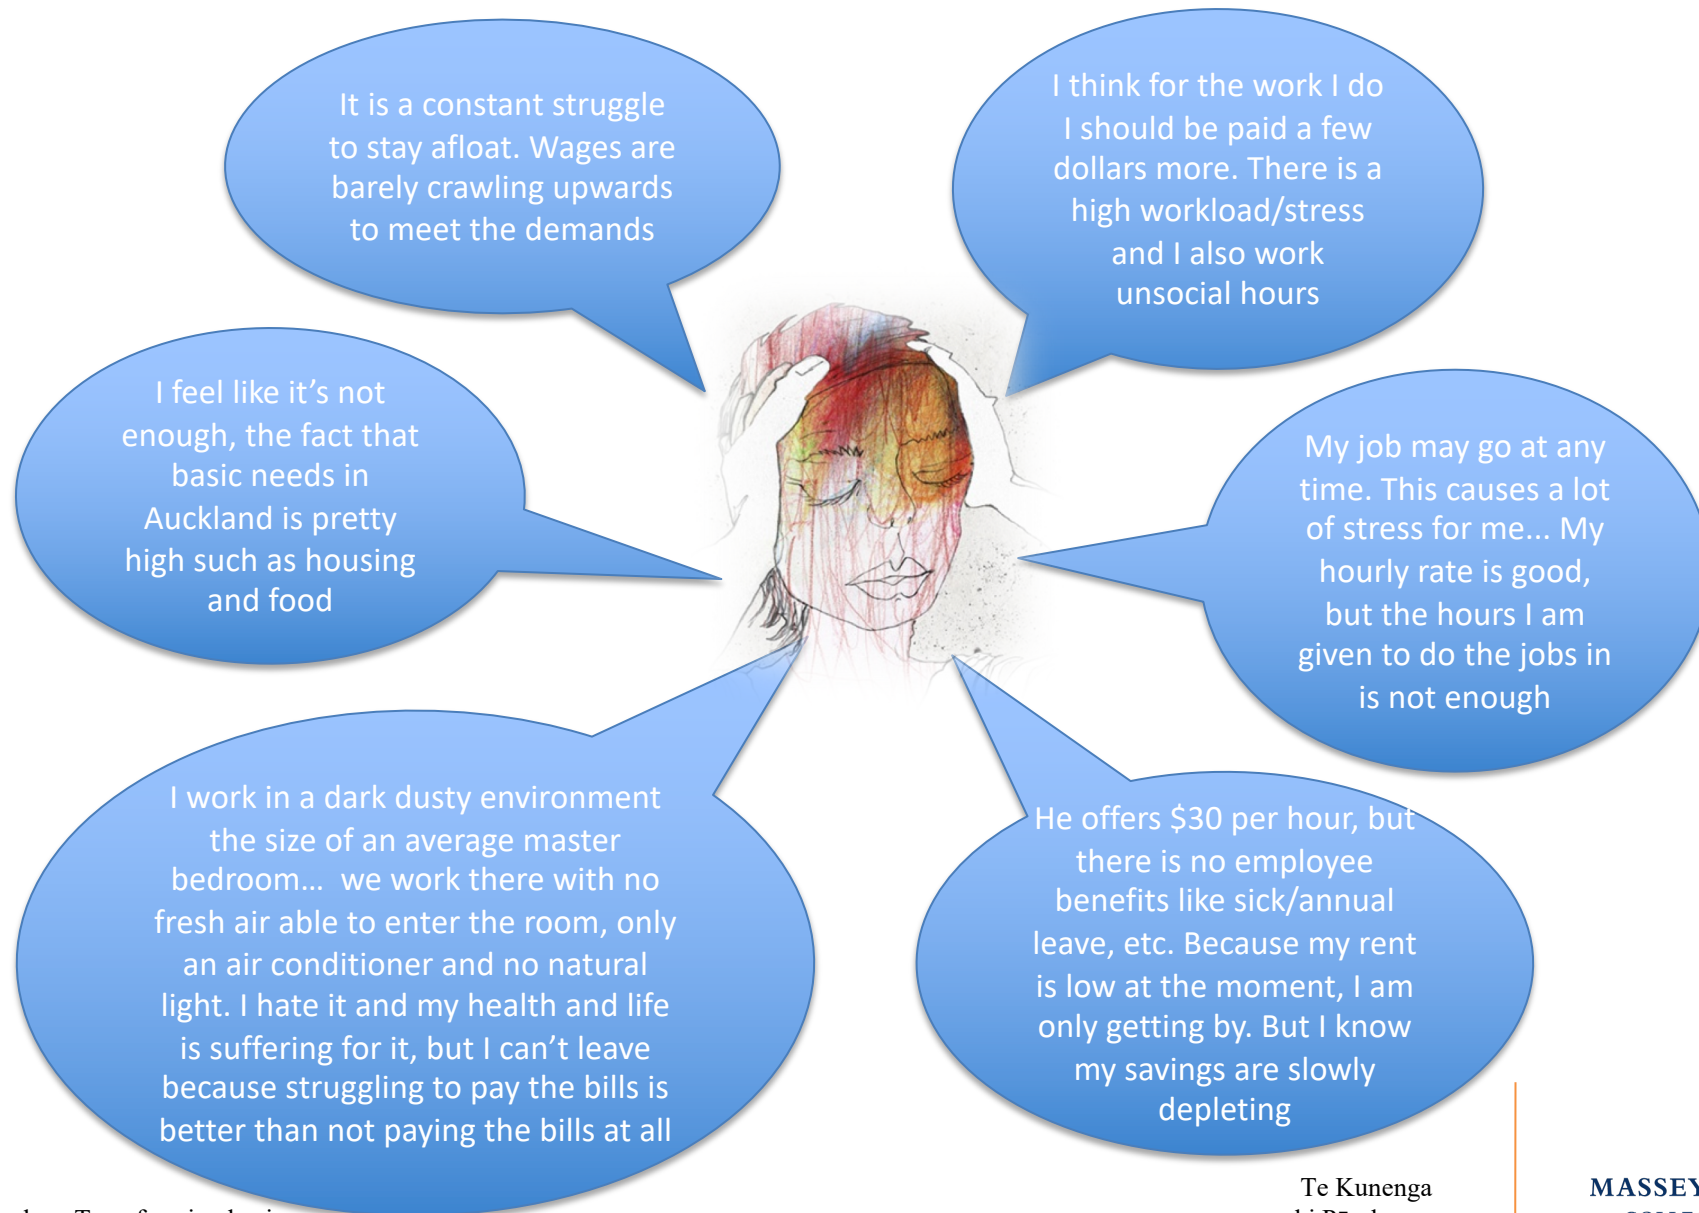 It is a constant struggle
to stay afloat. Wages are
barely crawling upwards
to meet the demands
I think for the work I do
I should be paid a few
dollars more. There is a
high workload/stress
and I also work
unsocial hours
I feel like it’s not
enough, the fact that
basic needs in
Auckland is pretty
high such as housing
and food
My job may go at any
time. This causes a lot
of stress for me... My
hourly rate is good,
but the hours I am
given to do the jobs in
is not enough
I work in a dark dusty environment
the size of an average master
bedroom… we work there with no
fresh air able to enter the room, only
an air conditioner and no natural
light. I hate it and my health and life
is suffering for it, but I can’t leave
because struggling to pay the bills is
better than not paying the bills at all
He offers $30 per hour, but
there is no employee
benefits like sick/annual
leave, etc. Because my rent
is low at the moment, I am
only getting by. But I know
my savings are slowly
depleting
Te Kunenga
MASSEY